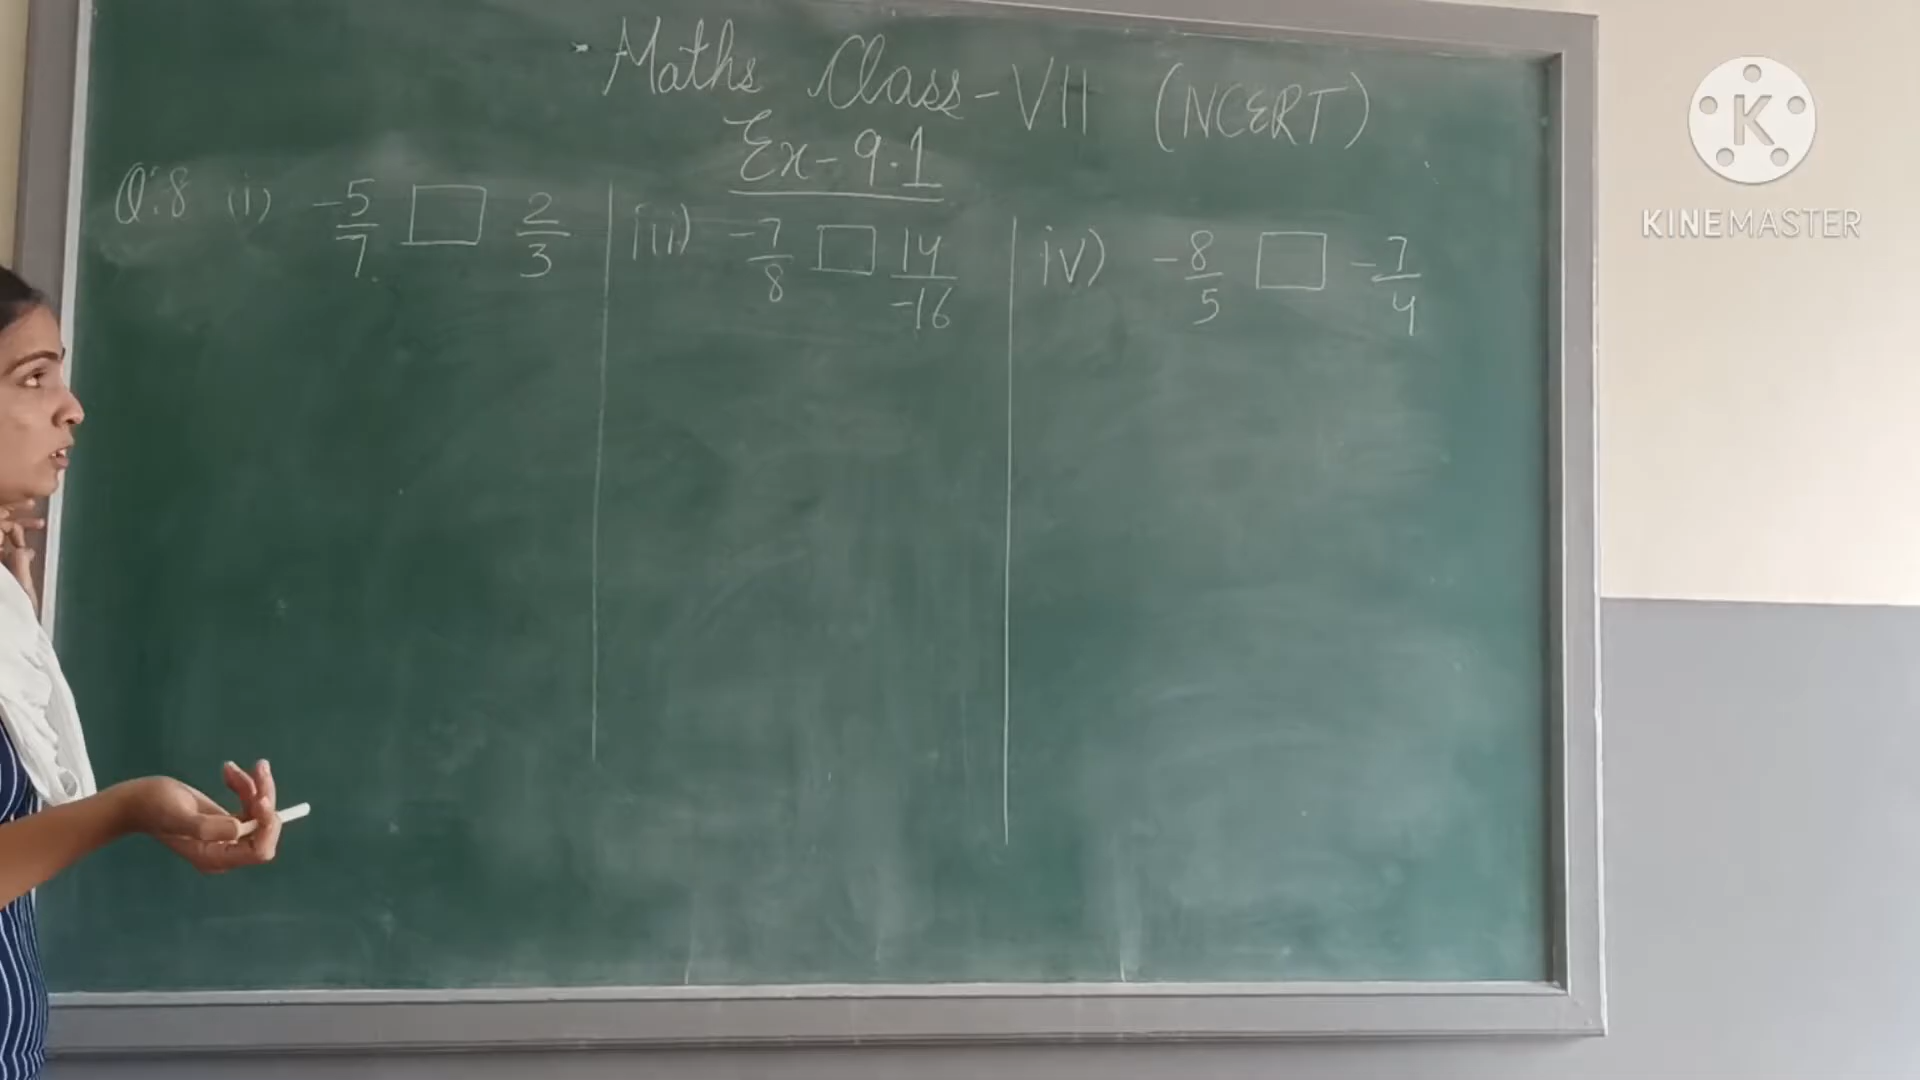 Maths Class-VII (NCERT)
Ex-9.1
Q.8 (i) -5/7 □ 2/3
iii) -7/8 □ 14/-16
iv) -8/5 □ -7/4
K
KINEMASTER